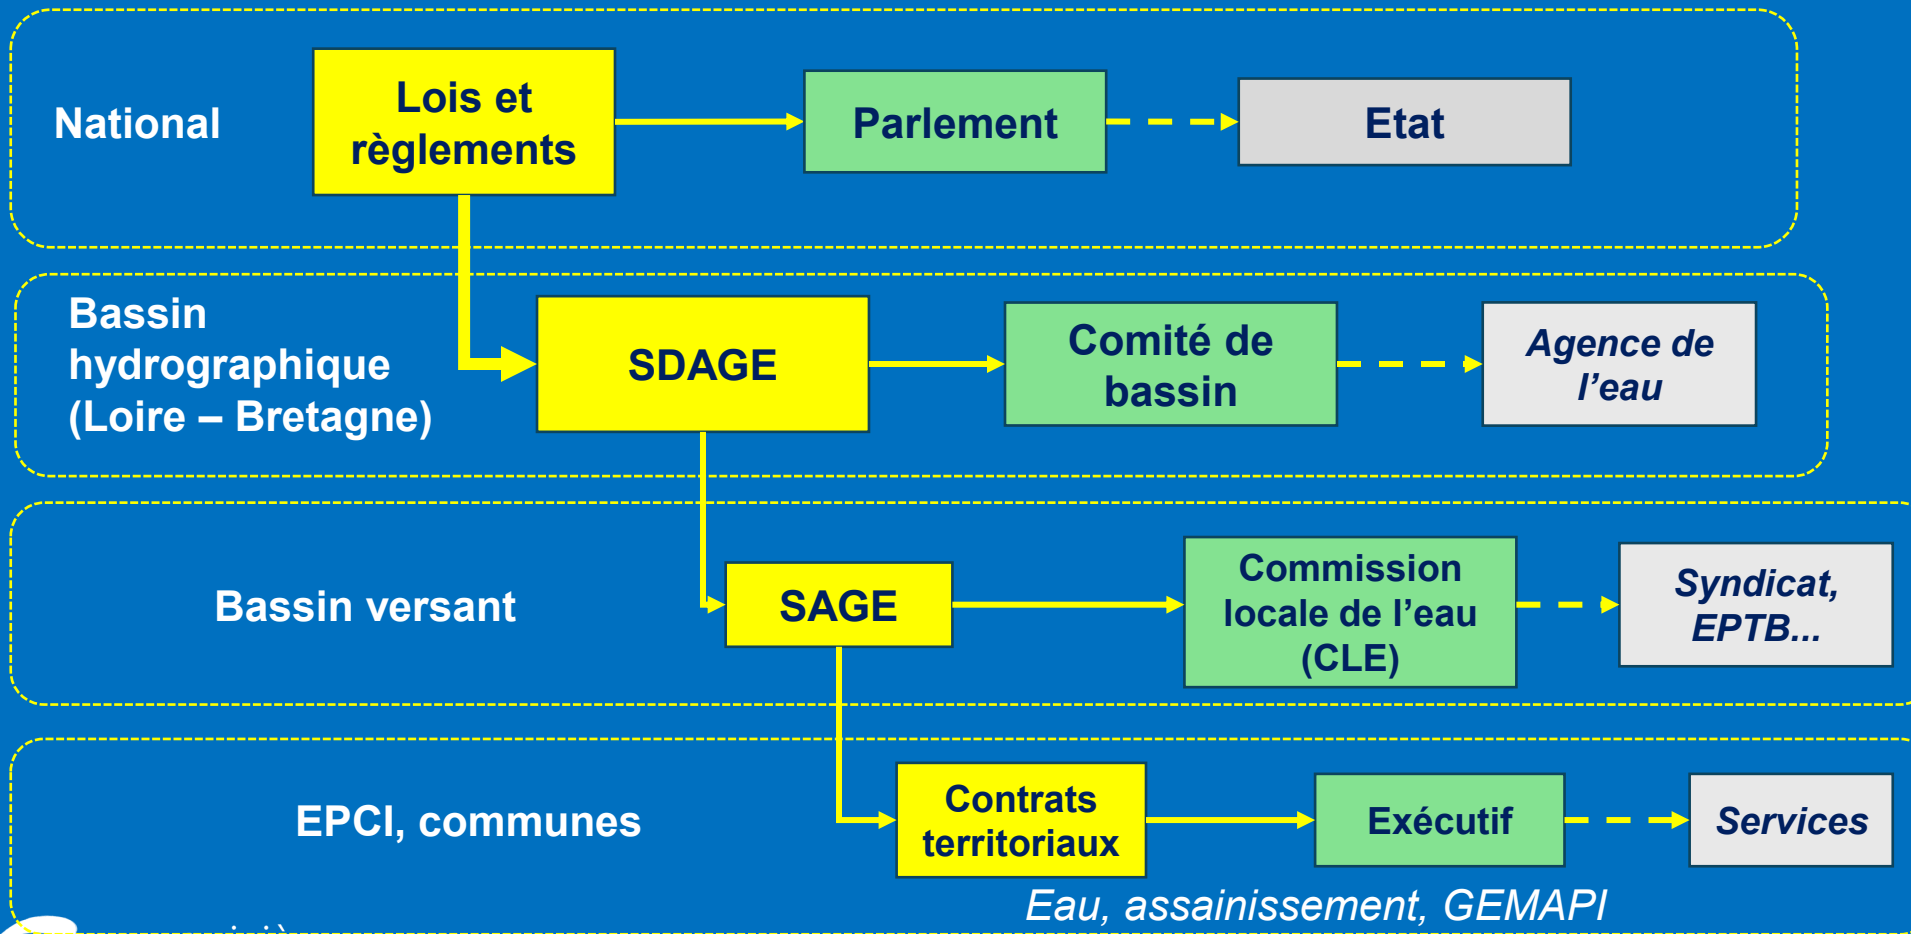 National
Lois et
règlements
Parlement
Etat
Bassin
hydrographique
(Loire – Bretagne)
SDAGE
Comité de
bassin
Agence de
l’eau
Bassin versant
SAGE
Commission
locale de l’eau
(CLE)
Syndicat,
EPTB...
EPCI, communes
Contrats
territoriaux
Exécutif
Services
Eau, assainissement, GEMAPI